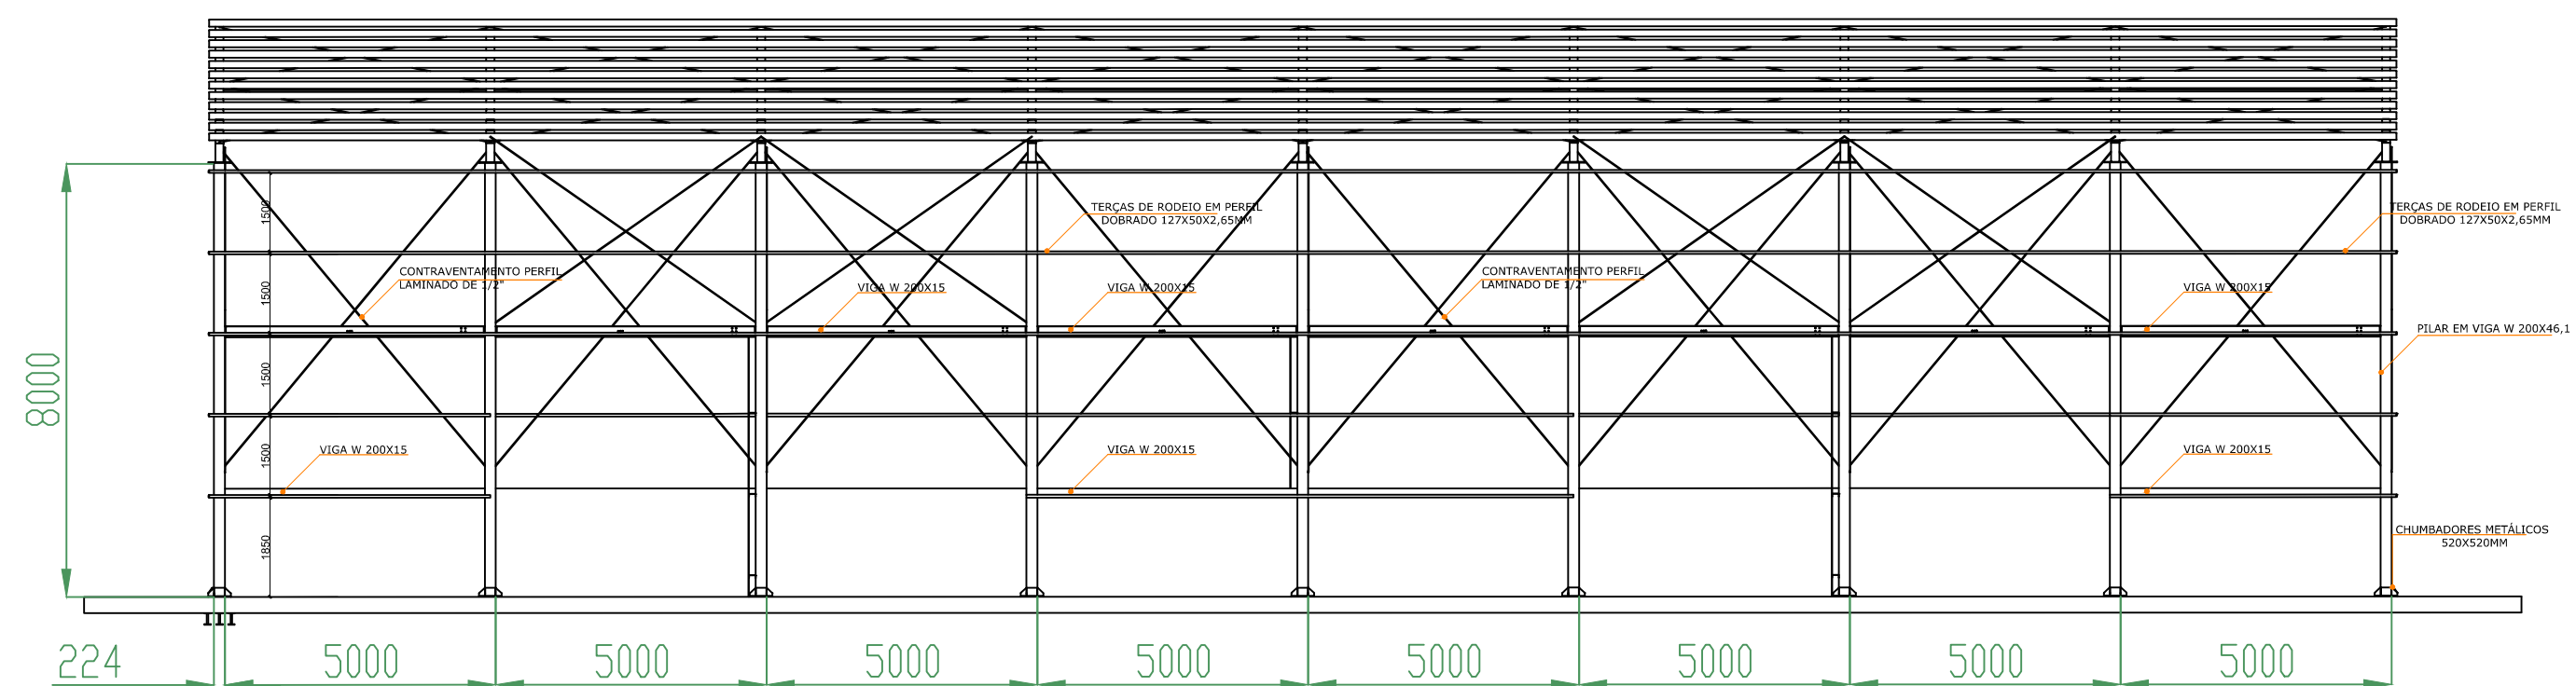 TERÇAS DE RODEIO EM PERFIL
DOBRADO 127X50X2,65MM
TERÇAS DE RODEIO EM PERFIL
DOBRADO 127X50X2,65MM
1500
CONTRAVENTAMENTO PERFIL
LAMINADO DE 1/2"
VIGA W 200X15
VIGA W 200X15
CONTRAVENTAMENTO PERFIL
LAMINADO DE 1/2"
VIGA W 200X15
1500
PILAR EM VIGA W 200X46,1
8000
1500
VIGA W 200X15
VIGA W 200X15
VIGA W 200X15
1500
CHUMBADORES METÁLICOS
520X520MM
1850
224
5000
5000
5000
5000
5000
5000
5000
5000